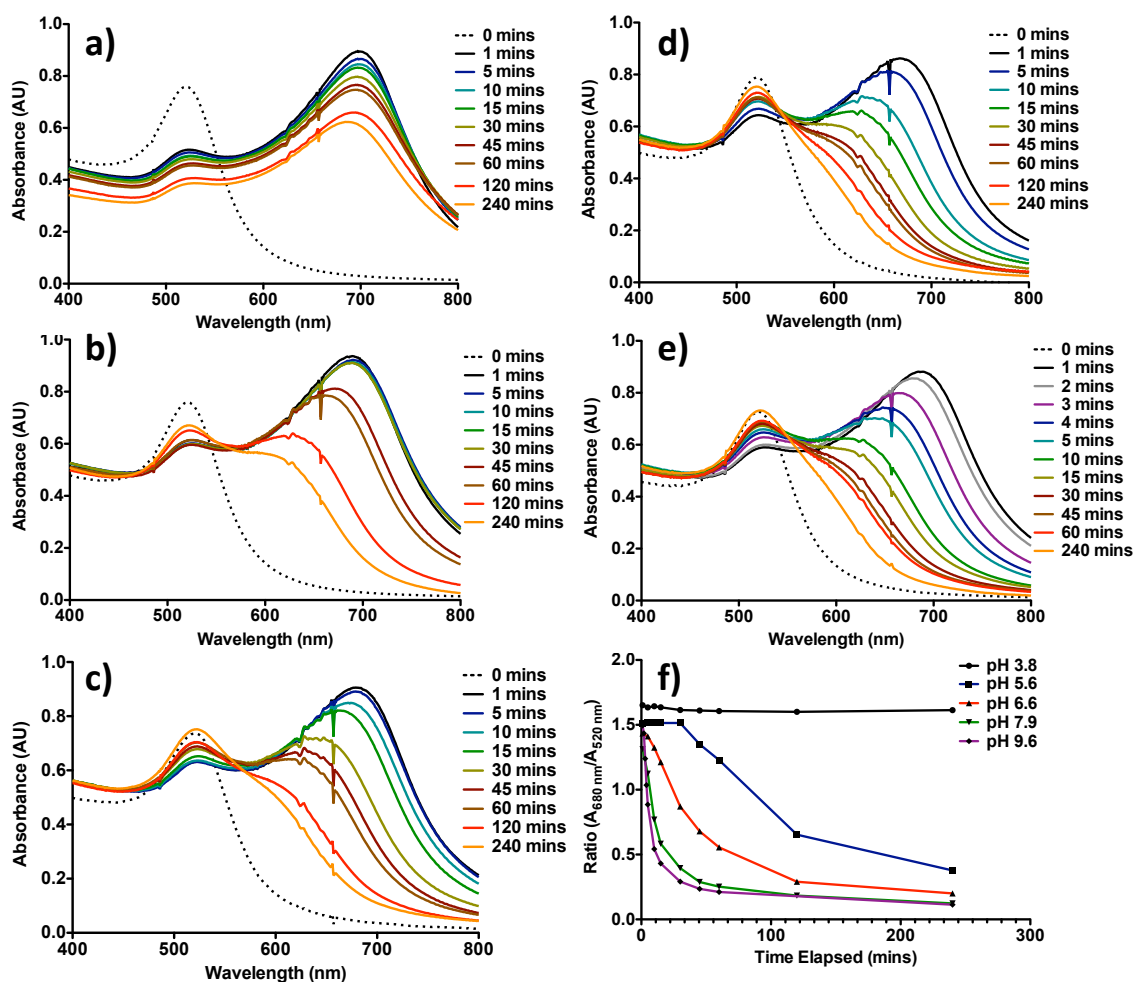 a)
1.0
0.8
0.6
0.4
0.2
0.0
Absorbance (AU)
400 500 600 700 800
Wavelength (nm)
0 mins
1 mins
5 mins
10 mins
15 mins
30 mins
45 mins
60 mins
120 mins
240 mins
d)
1.0
0.8
0.6
0.4
0.2
0.0
Absorbance (AU)
400 500 600 700 800
Wavelength (nm)
0 mins
1 mins
5 mins
10 mins
15 mins
30 mins
45 mins
60 mins
120 mins
240 mins
b)
1.0
0.8
0.6
0.4
0.2
0.0
Absorbace (AU)
400 500 600 700 800
Wavelength (nm)
0 mins
1 mins
5 mins
10 mins
15 mins
30 mins
45 mins
60 mins
120 mins
240 mins
e)
1.0
0.8
0.6
0.4
0.2
0.0
Absorbance (AU)
400 500 600 700 800
Wavelength (nm)
0 mins
1 mins
2 mins
3 mins
4 mins
5 mins
10 mins
15 mins
30 mins
45 mins
60 mins
240 mins
c)
1.0
0.8
0.6
0.4
0.2
0.0
Absorbance (AU)
400 500 600 700 800
Wavelength (nm)
0 mins
1 mins
5 mins
10 mins
15 mins
30 mins
45 mins
60 mins
120 mins
240 mins
f)
2.0
1.5
1.0
0.5
0.0
Ratio (A680 nm/A520 nm)
0 100 200 300
Time Elapsed (mins)
pH 3.8
pH 5.6
pH 6.6
pH 7.9
pH 9.6